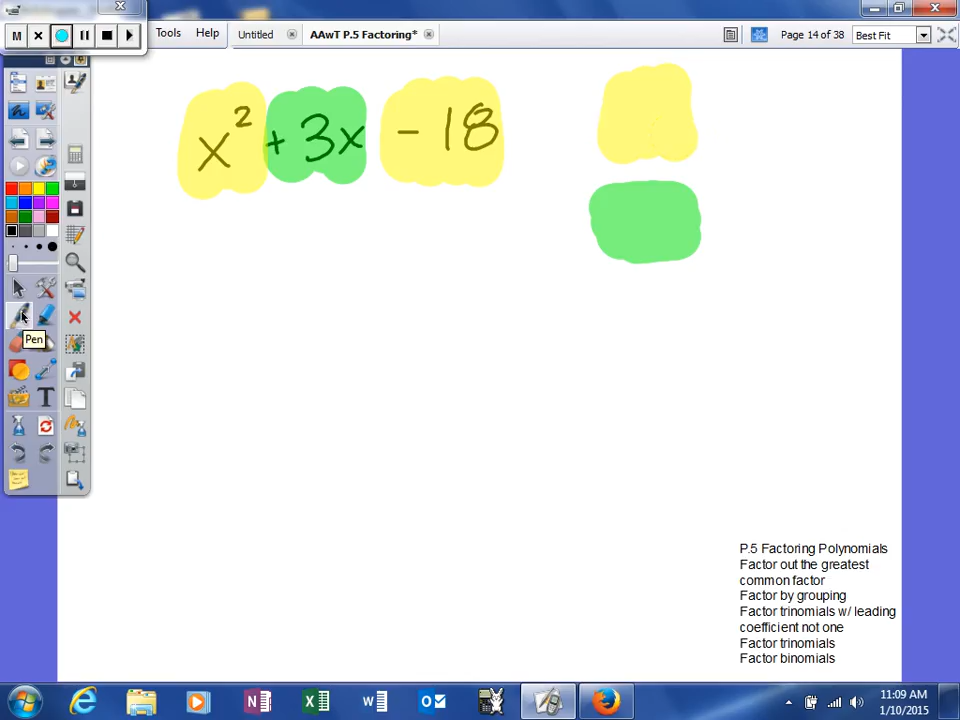 M
Tools Help Untitled AAwT P.5 Factoring* Page 14 of 38 Best Fit
x² + 3x - 18
Pen
P.5 Factoring Polynomials
Factor out the greatest
common factor
Factor by grouping
Factor trinomials w/ leading
coefficient not one
Factor trinomials
Factor binomials
11:09 AM
1/10/2015